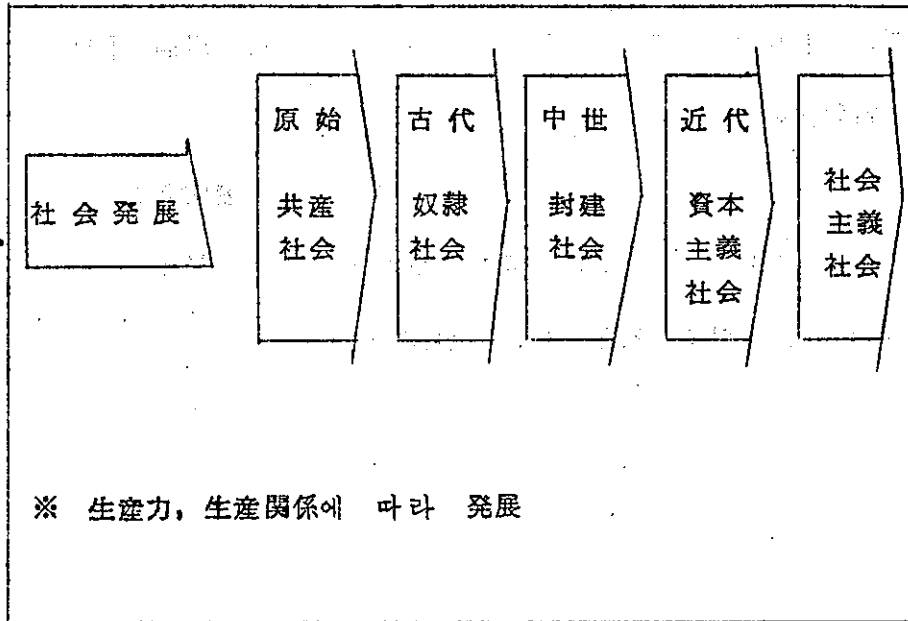 社会発展
原始
共産
社会
古代
奴隷
社会
中世
封建
社会
近代
資本
主義
社会
社会
主義
社会
※ 生産力, 生産関係에 따라 発展